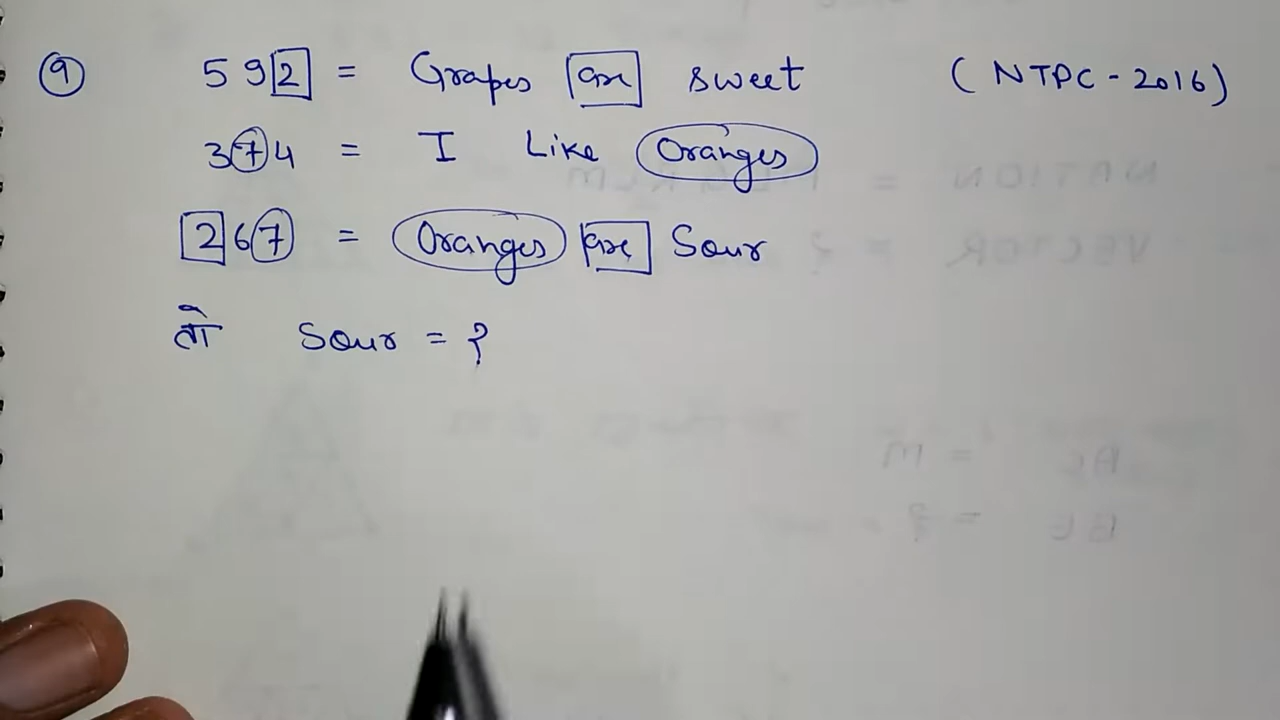 9 592 = Grapes are sweet (NTPC-2016)
374 = I Like Oranges
267 = Oranges are Sour
तो Sour = ?